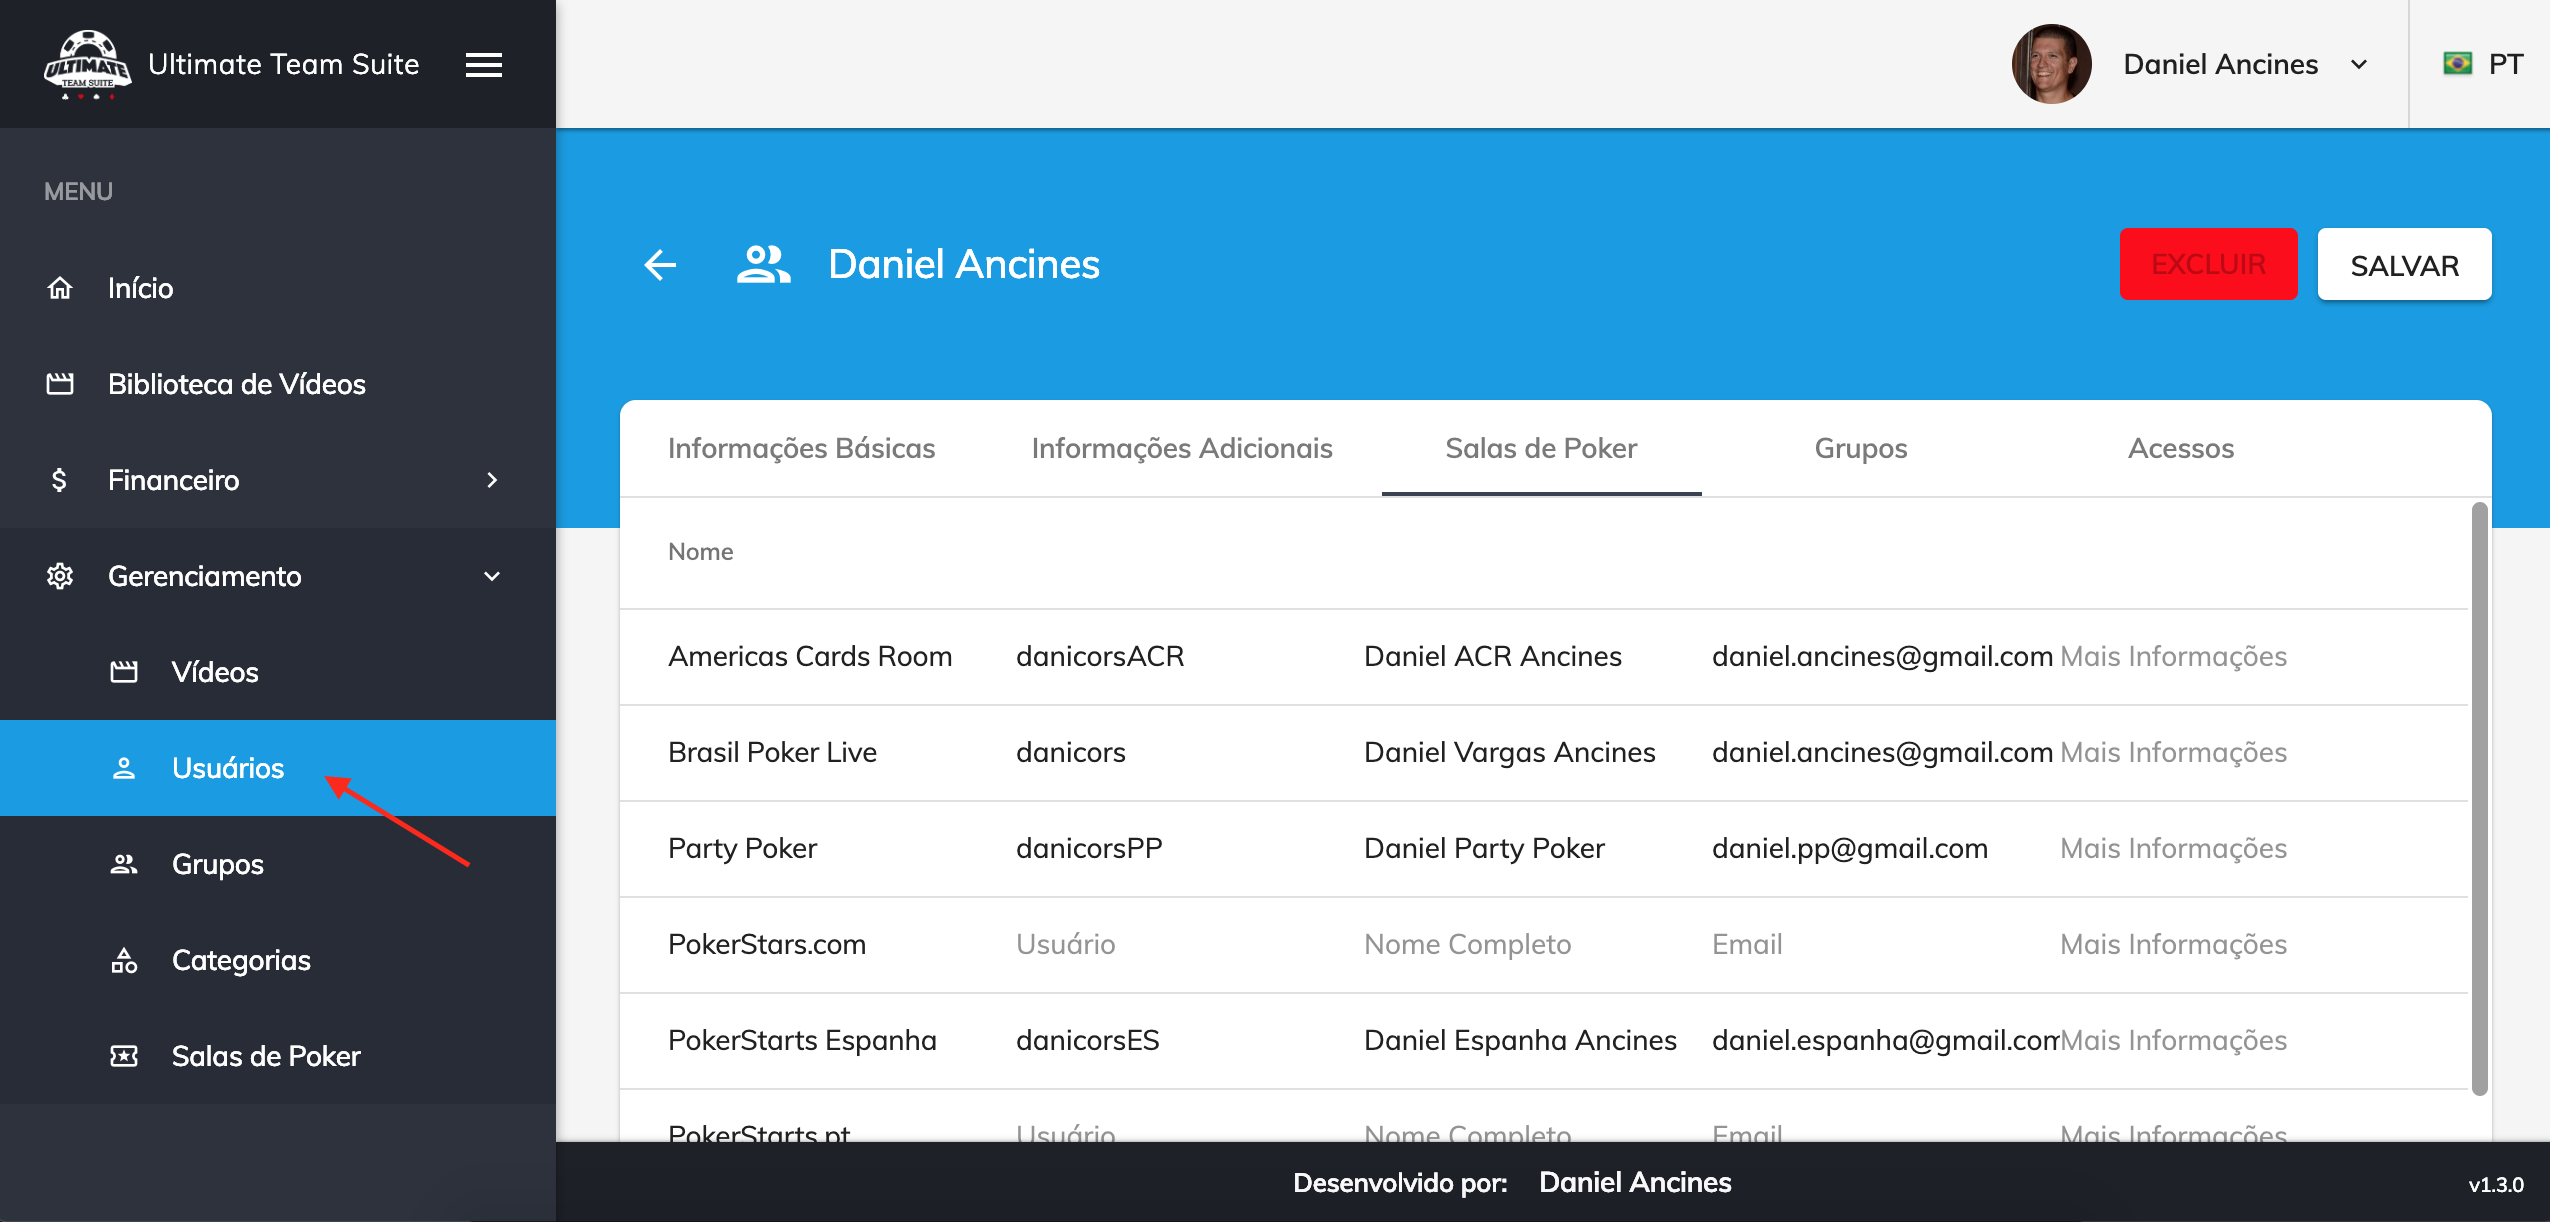 ULTIMATE
TEAM SUITE
Ultimate Team Suite
Daniel Ancines
PT
MENU
Início
Biblioteca de Vídeos
Financeiro
Gerenciamento
Vídeos
Usuários
Grupos
Categorias
Salas de Poker
Daniel Ancines
EXCLUIR
SALVAR
Informações Básicas Informações Adicionais Salas de Poker Grupos Acessos
Nome
Americas Cards Room danicorsACR Daniel ACR Ancines daniel.ancines@gmail.com Mais Informações
Brasil Poker Live danicors Daniel Vargas Ancines daniel.ancines@gmail.com Mais Informações
Party Poker danicorsPP Daniel Party Poker daniel.pp@gmail.com Mais Informações
PokerStars.com Usuário Nome Completo Email Mais Informações
PokerStarts Espanha danicorsES Daniel Espanha Ancines daniel.espanha@gmail.com Mais Informações
PokerStarts.pt Usuário Nome Completo Email Mais Informações
Desenvolvido por: Daniel Ancines
v1.3.0